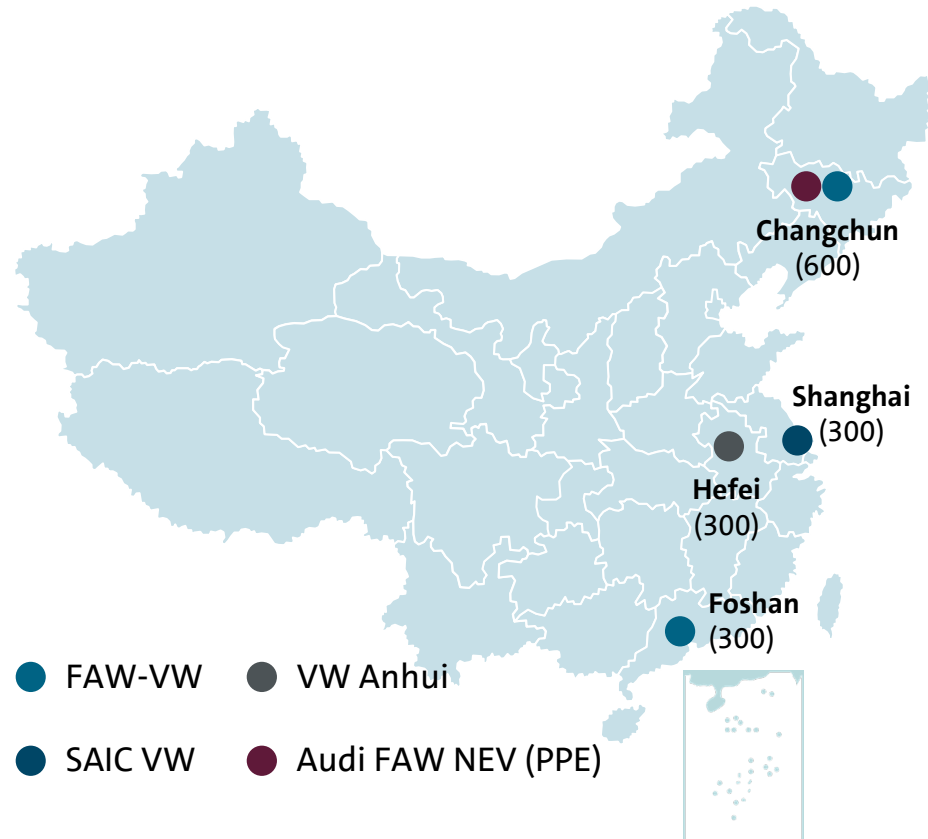 Changchun
(600)
Shanghai
(300)
Hefei
(300)
Foshan
(300)
FAW-VW
VW Anhui
SAIC VW
Audi FAW NEV (PPE)